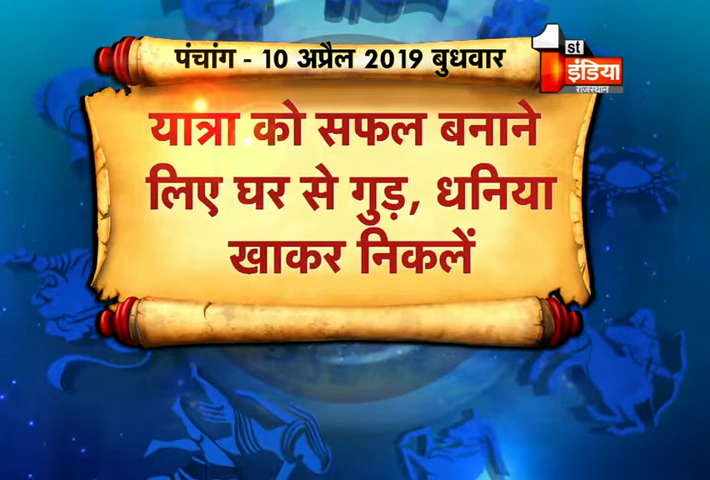 पंचांग - 10 अप्रैल 2019 बुधवार
1st
इंडिया
राजस्थान
यात्रा को सफल बनाने
लिए घर से गुड़, धनिया
खाकर निकलें